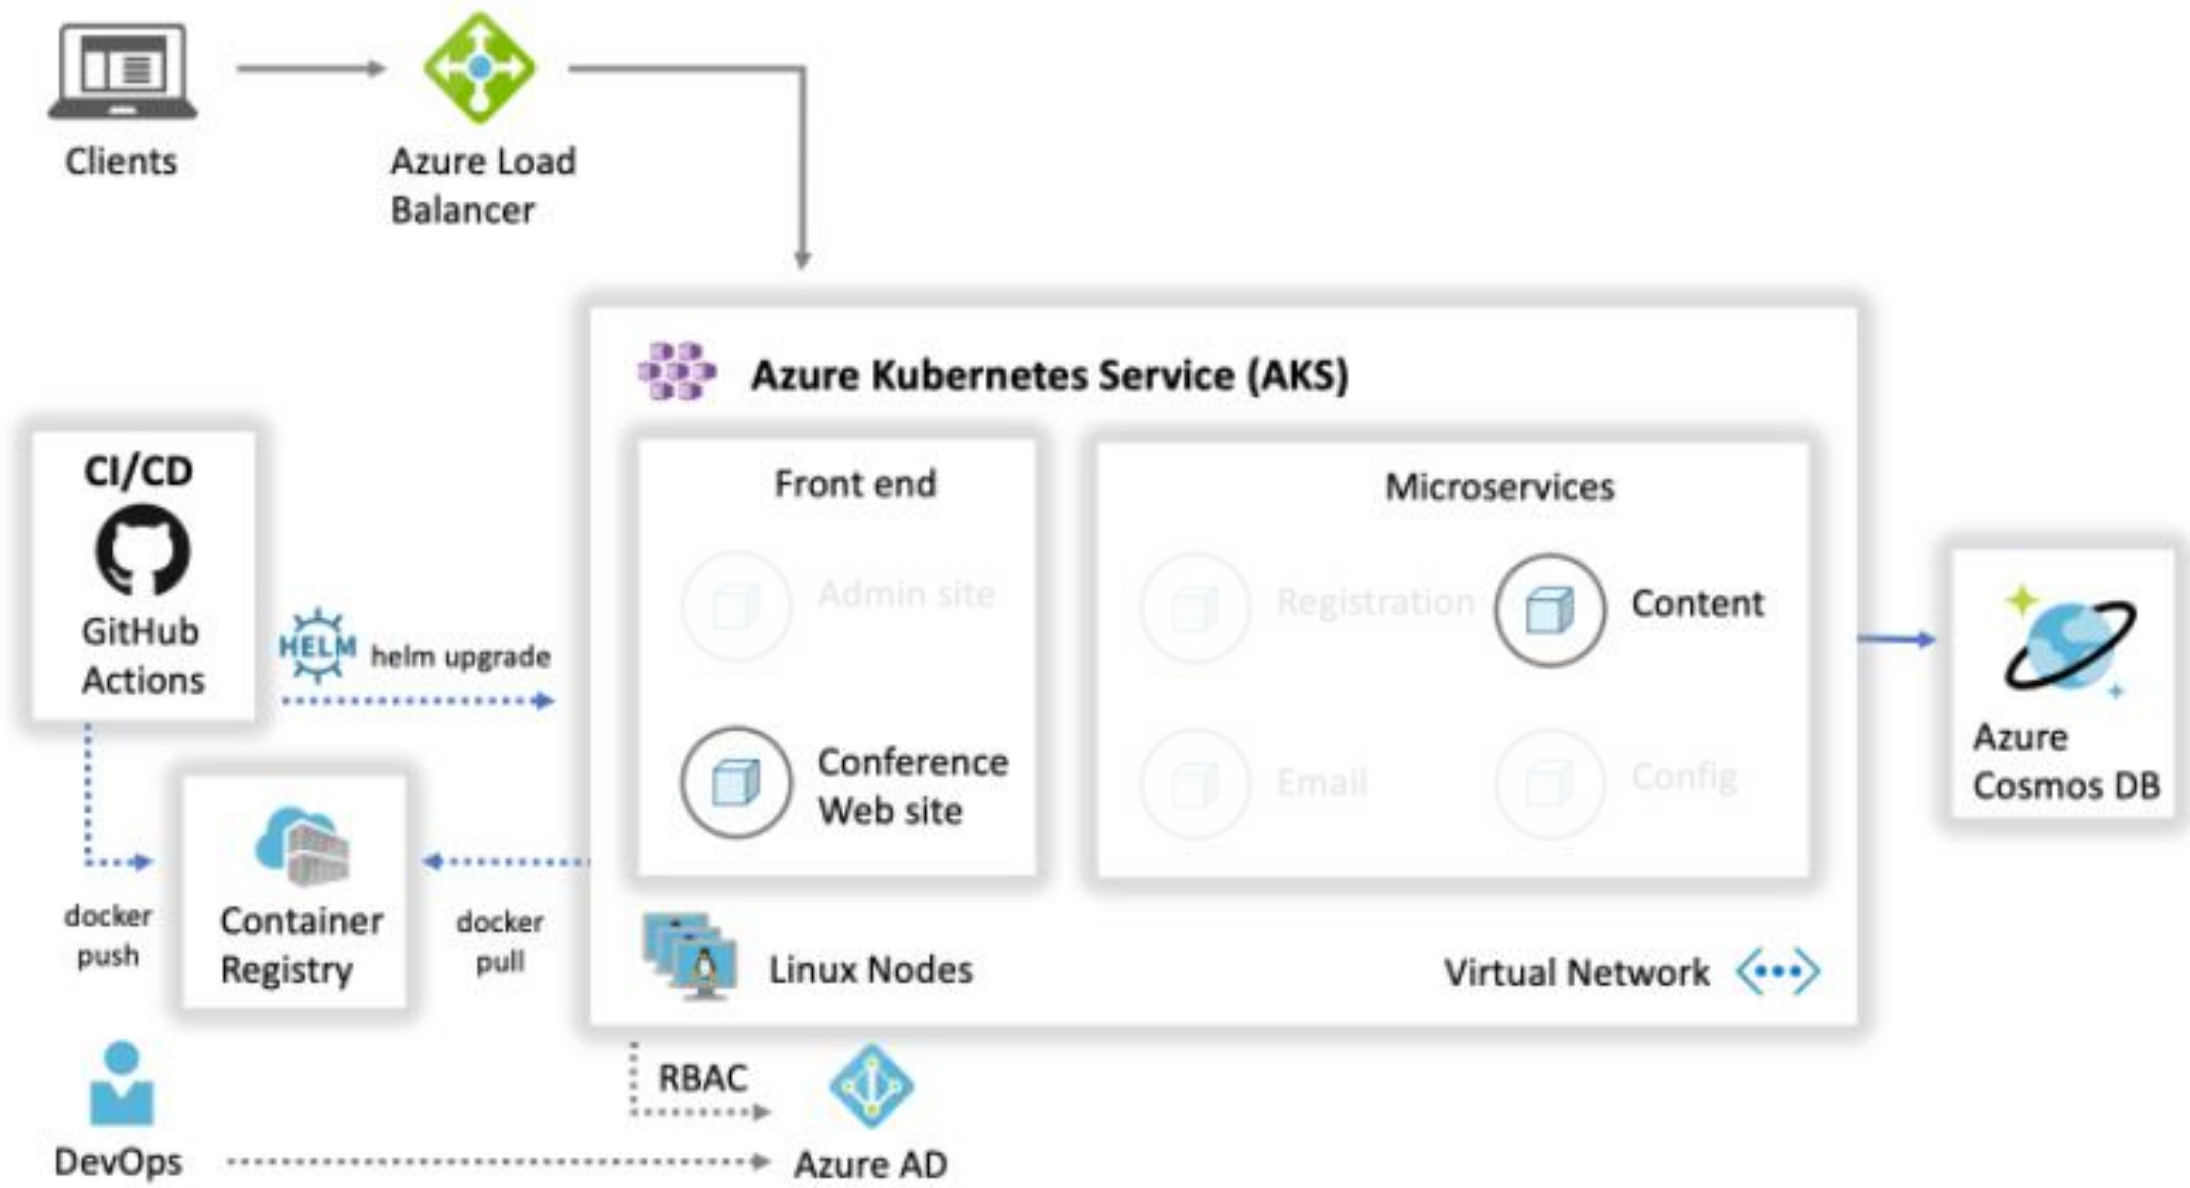 Clients
Azure Load
Balancer
Azure Kubernetes Service (AKS)
CI/CD
GitHub
Actions
HELM
helm upgrade
Front end
Admin site
Conference
Web site
Microservices
Registration
Content
Email
Config
Azure
Cosmos DB
docker
push
Container
Registry
docker
pull
Linux Nodes
Virtual Network
RBAC
DevOps
Azure AD